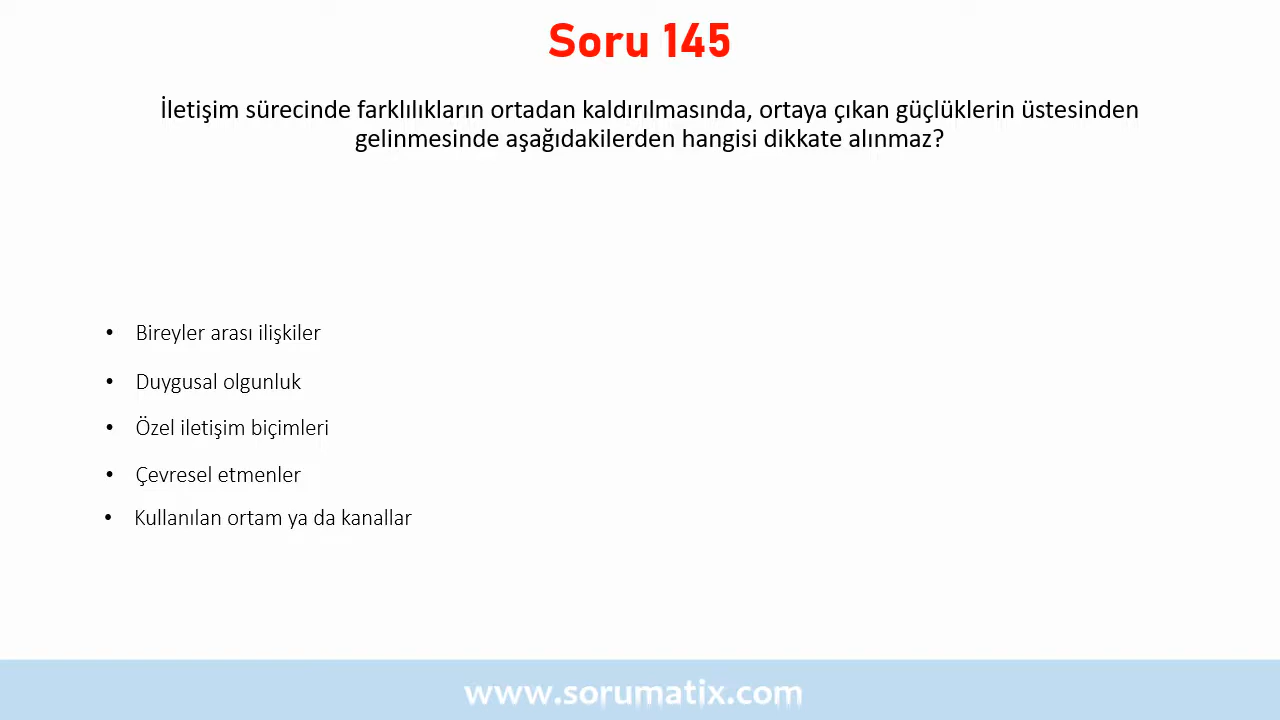 Soru 145
İletişim sürecinde farklılıkların ortadan kaldırılmasında, ortaya çıkan güçlüklerin üstesinden
gelinmesinde aşağıdakilerden hangisi dikkate alınmaz?
• Bireyler arası ilişkiler
• Duygusal olgunluk
• Özel iletişim biçimleri
• Çevresel etmenler
• Kullanılan ortam ya da kanallar
www.sorumatix.com